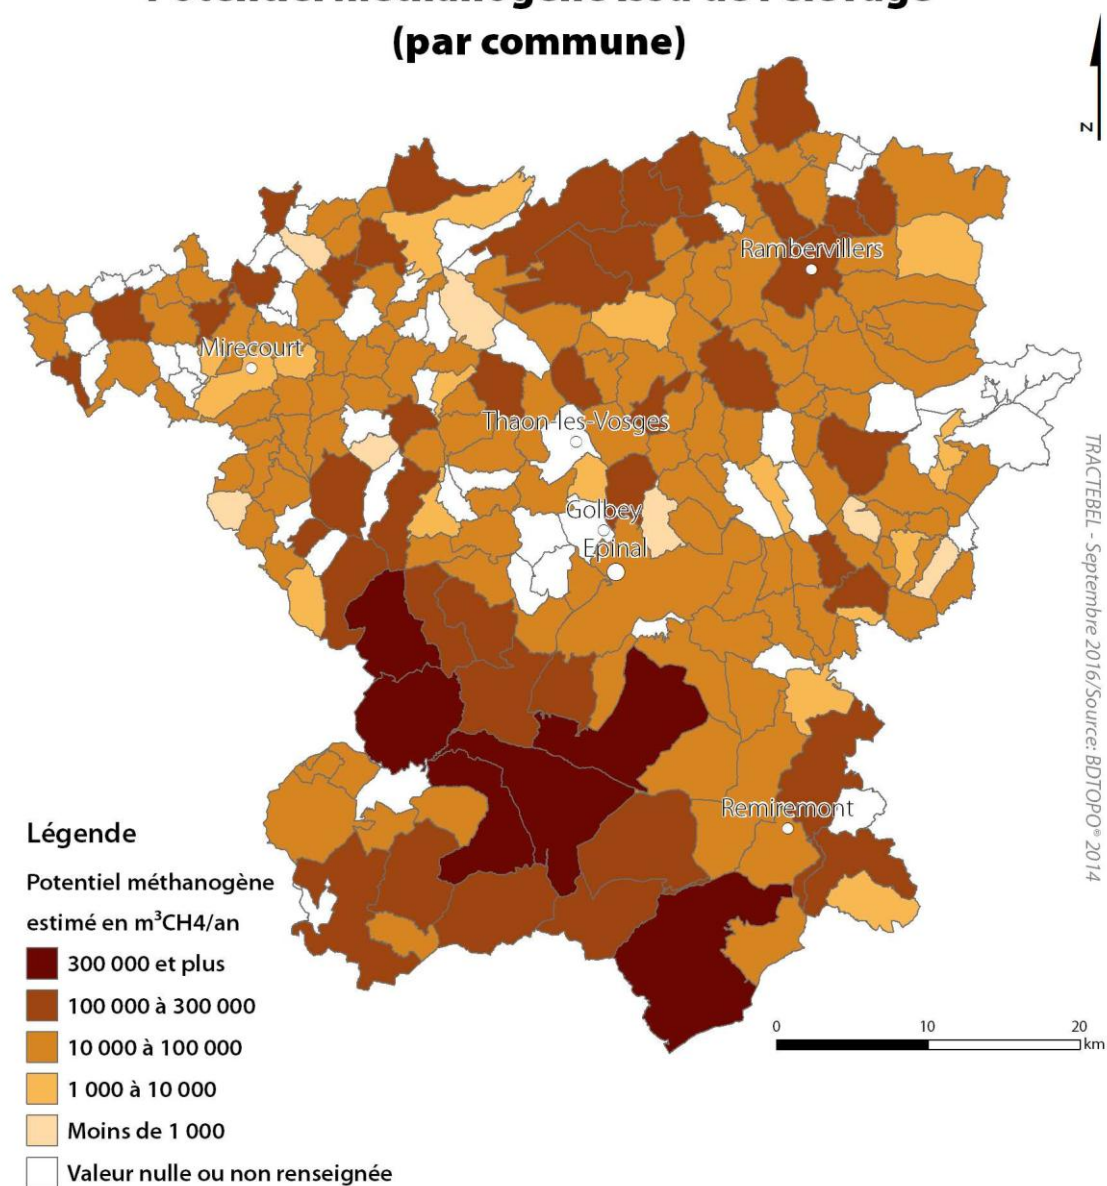 (par commune)
N
Rambervillers
Mirecourt
Thaon-les-Vosges
Golbey
Epinal
Remiremont
TRACTEBEL - Septembre 2016/Source: BDTOPO® 2014
Légende
Potentiel méthanogène
estimé en m³CH4/an
300 000 et plus
100 000 à 300 000
10 000 à 100 000
1 000 à 10 000
Moins de 1 000
Valeur nulle ou non renseignée
0 10 20
km